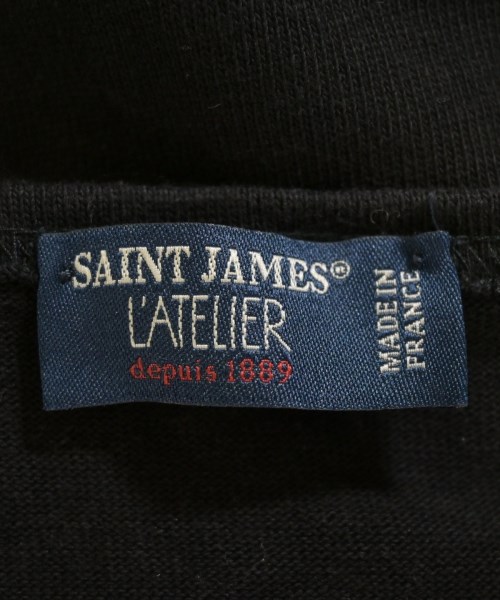 SAINT JAMES®
L'ATELIER
depuis 1889
MADE IN
FRANCE